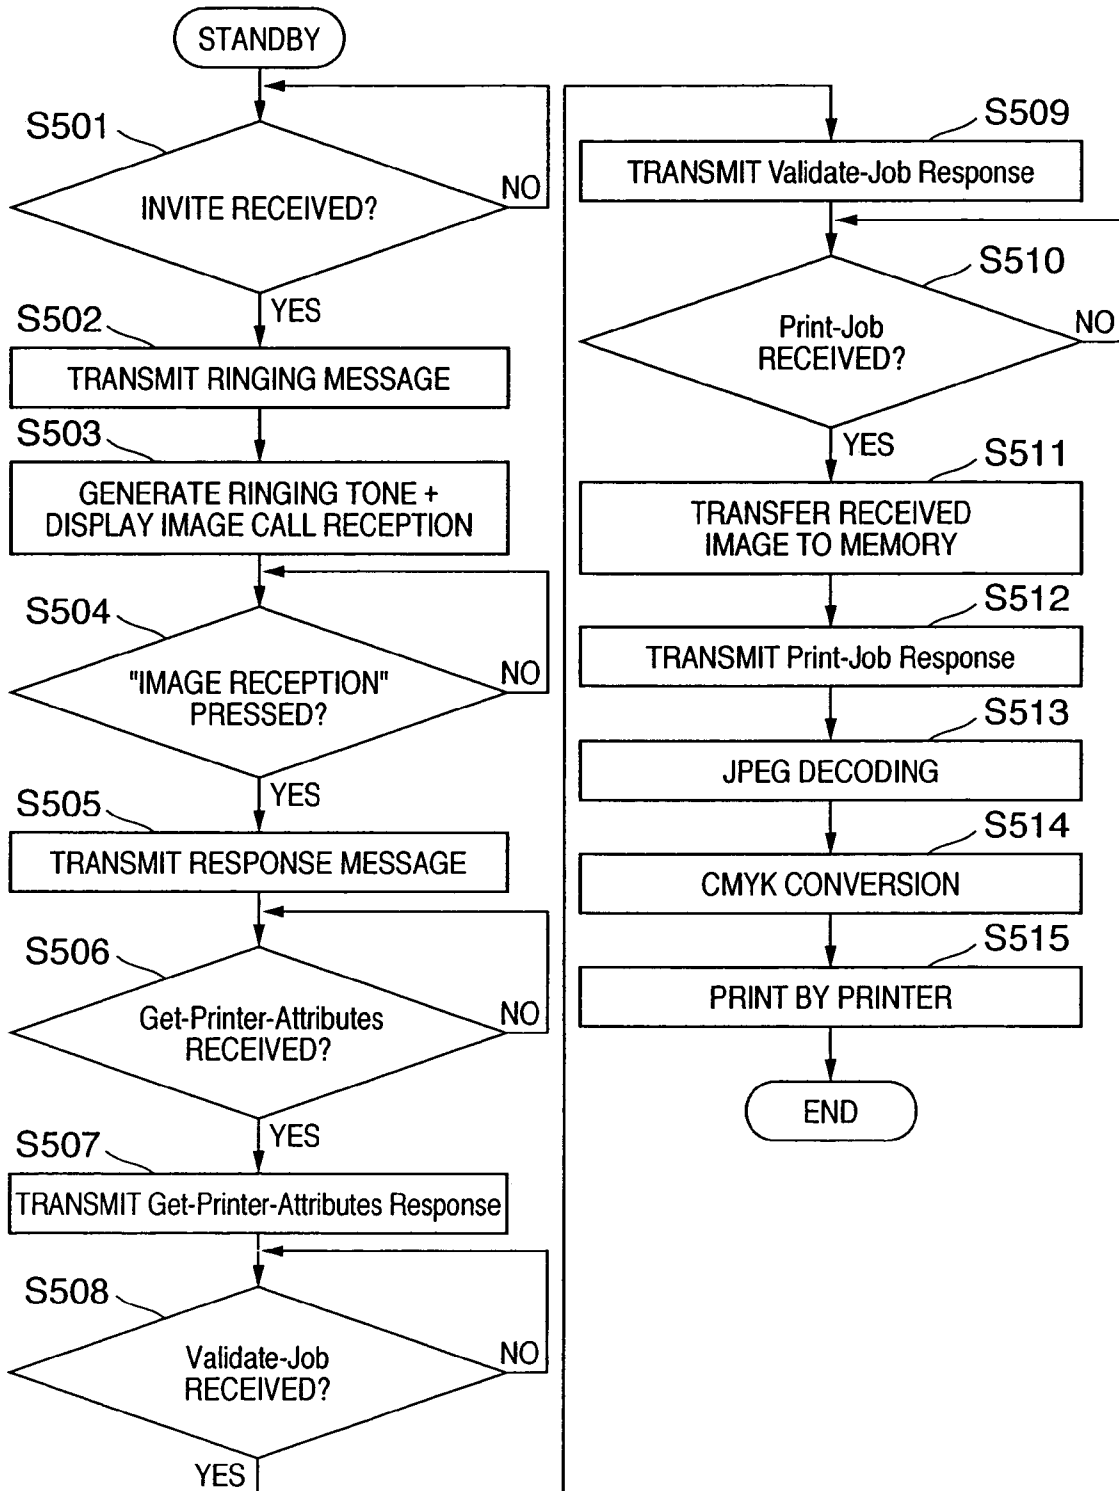 STANDBY
S501
INVITE RECEIVED?
NO
YES
S502
TRANSMIT RINGING MESSAGE
S503
GENERATE RINGING TONE +
DISPLAY IMAGE CALL RECEPTION
S504
"IMAGE RECEPTION"
PRESSED?
NO
YES
S505
TRANSMIT RESPONSE MESSAGE
S506
Get-Printer-Attributes
RECEIVED?
NO
YES
S507
TRANSMIT Get-Printer-Attributes Response
S508
Validate-Job
RECEIVED?
NO
YES
S509
TRANSMIT Validate-Job Response
S510
Print-Job
RECEIVED?
NO
YES
S511
TRANSFER RECEIVED
IMAGE TO MEMORY
S512
TRANSMIT Print-Job Response
S513
JPEG DECODING
S514
CMYK CONVERSION
S515
PRINT BY PRINTER
END